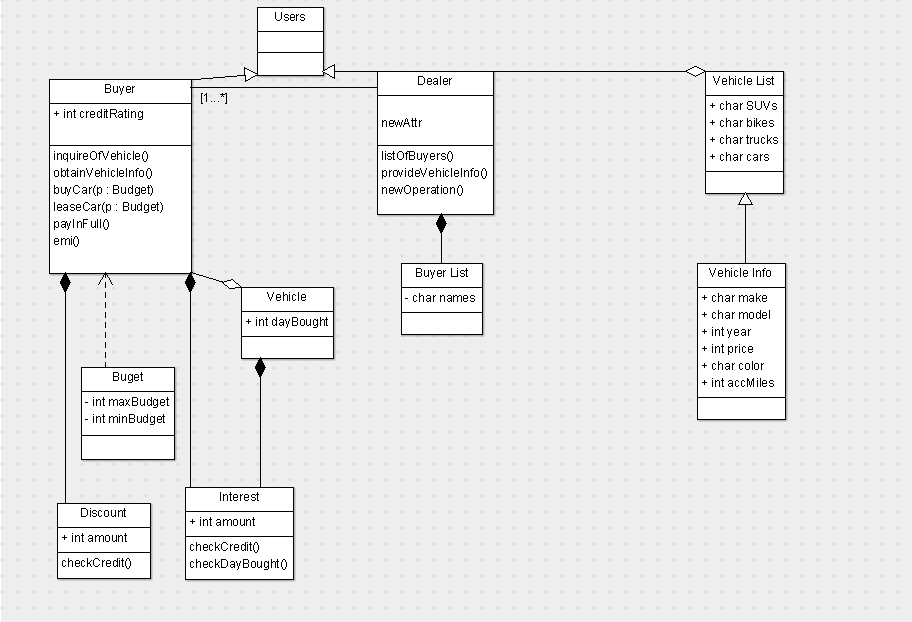 Users
Buyer
+ int creditRating
inquireOfVehicle()
obtainVehicleInfo()
buyCar(p : Budget)
leaseCar(p : Budget)
payInFull()
emi()
[1...*]
Dealer
newAttr
listOfBuyers()
provideVehicleInfo()
newOperation()
Vehicle List
+ char SUVs
+ char bikes
+ char trucks
+ char cars
Buyer List
- char names
Vehicle Info
+ char make
+ char model
+ int year
+ int price
+ char color
+ int accMiles
Vehicle
+ int dayBought
Buget
- int maxBudget
- int minBudget
Discount
+ int amount
checkCredit()
Interest
+ int amount
checkCredit()
checkDayBought()